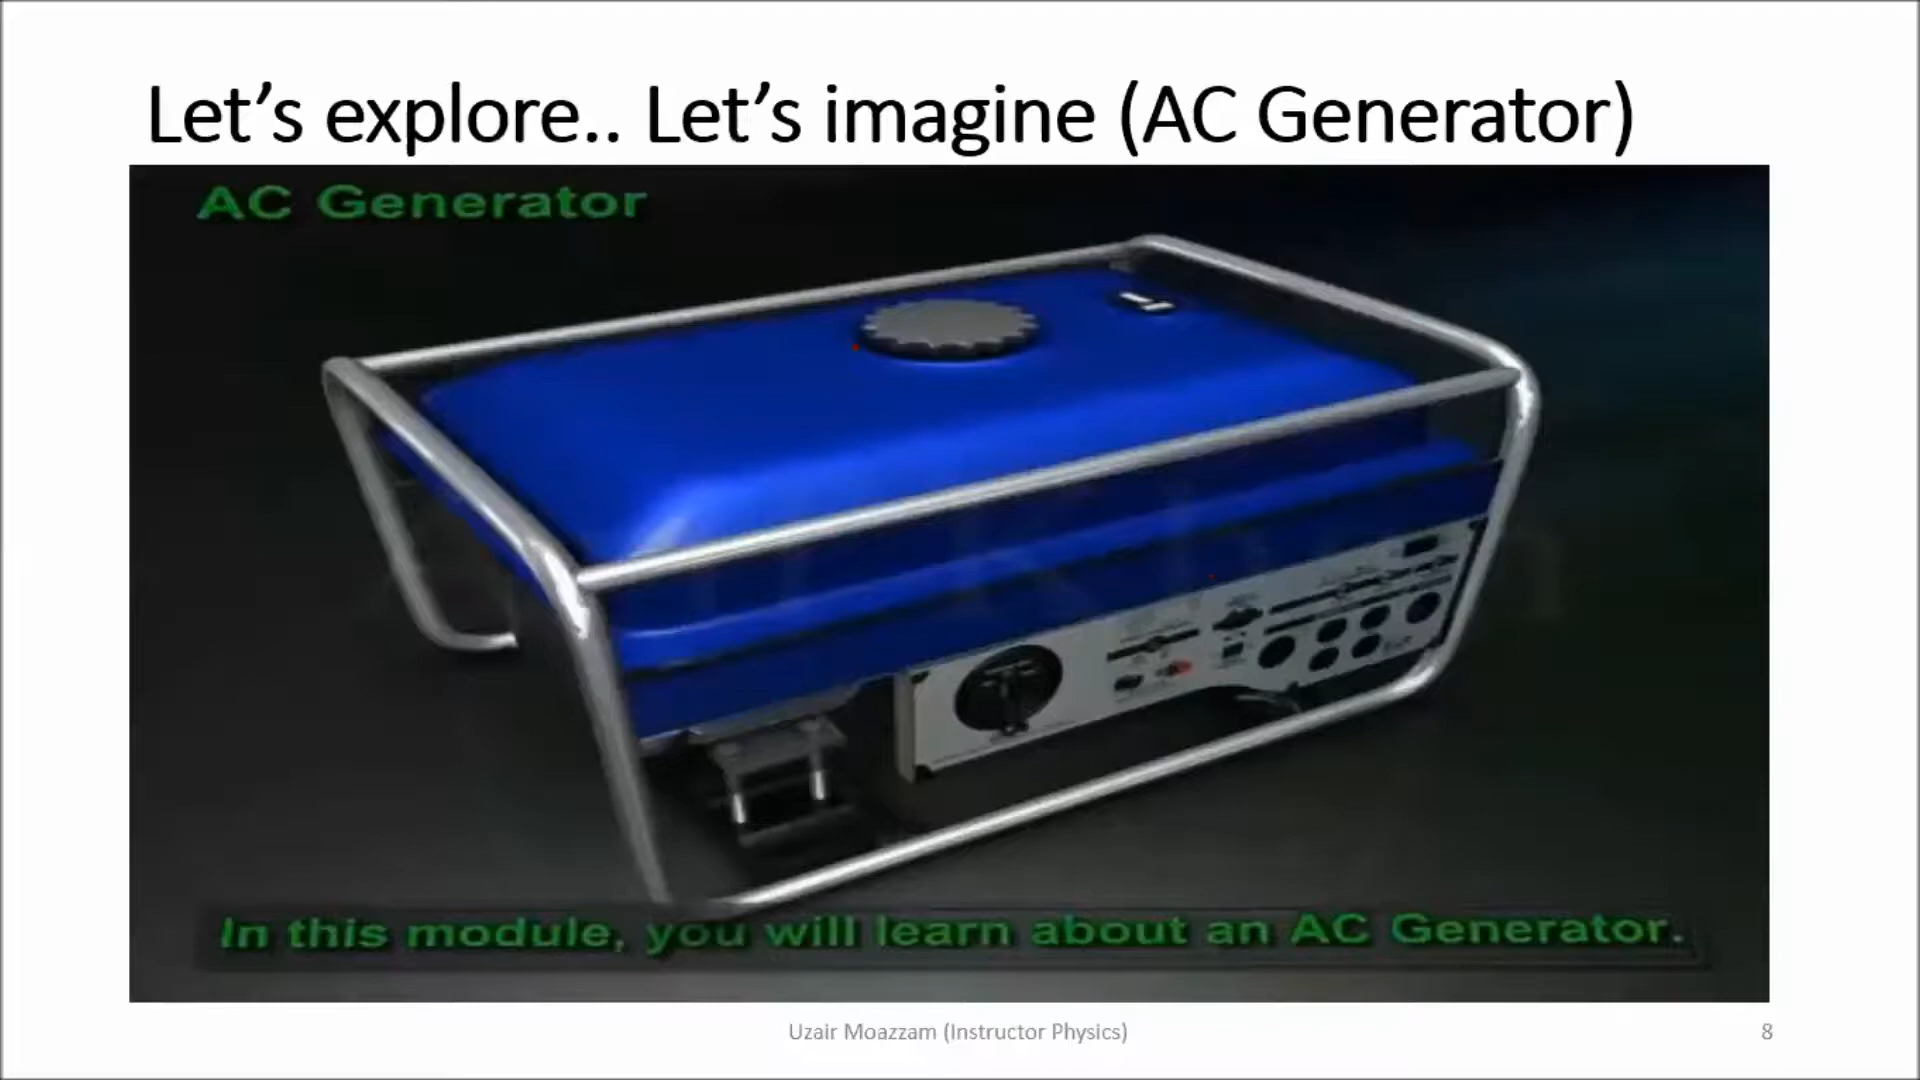 Let’s explore.. Let’s imagine (AC Generator)
AC Generator
In this module, you will learn about an AC Generator.
Uzair Moazzam (Instructor Physics)
8